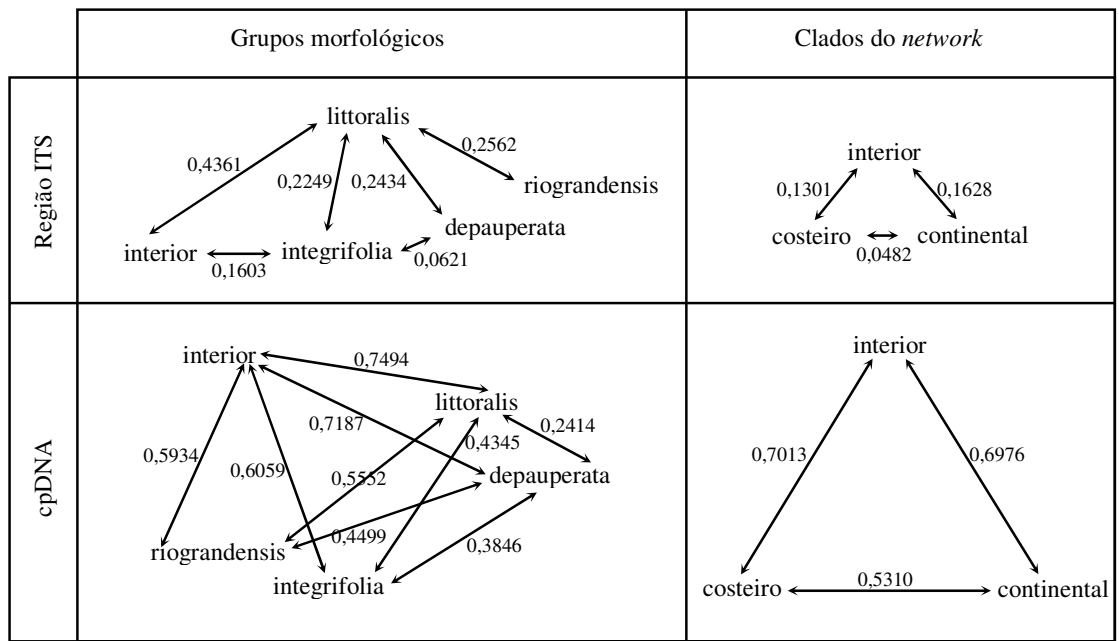 Grupos morfológicos
Clados do network
Região ITS
littoralis
0,4361
0,2249
0,2434
0,2562
riograndensis
depauperata
interior
integrifolia
0,1603
0,0621
interior
0,1301
0,1628
costeiro
continental
0,0482
cpDNA
interior
0,7494
littoralis
0,7187
0,4345
0,2414
0,5934
0,6059
0,5552
depauperata
riograndensis
0,4499
0,3846
integrifolia
interior
0,7013
0,6976
costeiro
0,5310
continental